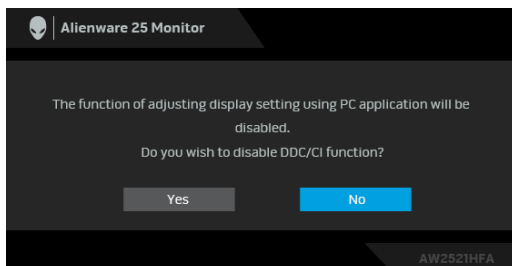 Alienware 25 Monitor
The function of adjusting display setting using PC application will be
disabled.
Do you wish to disable DDC/CI function?
Yes No
AW2521HFA